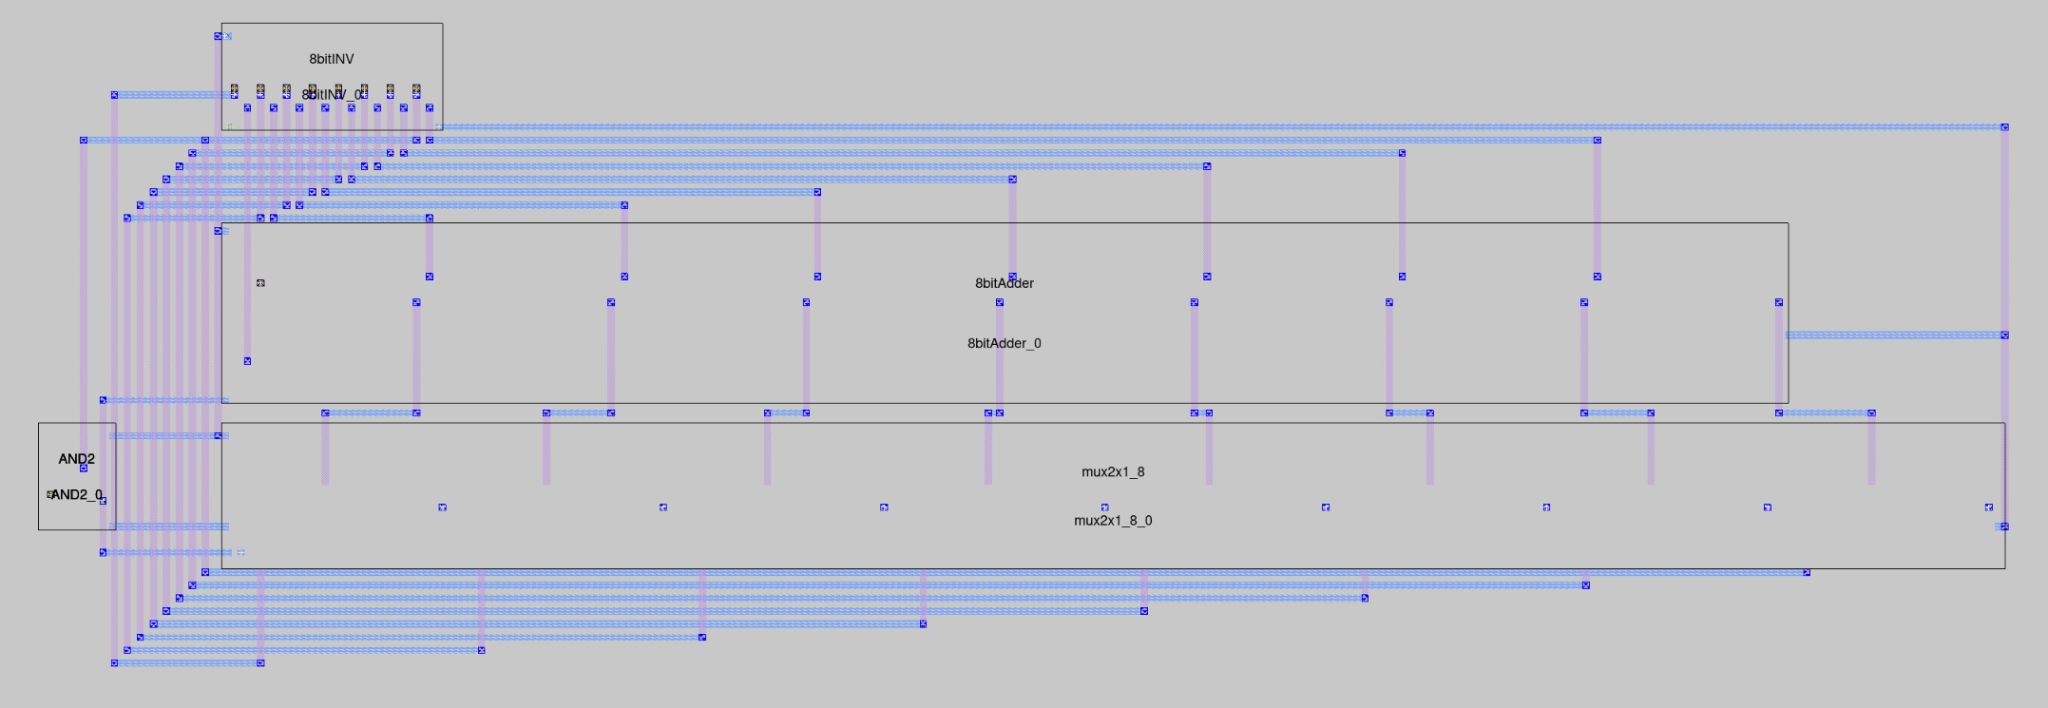 8bitINV
8bitINV_0
8bitAdder
8bitAdder_0
AND2
AND2_0
mux2x1_8
mux2x1_8_0